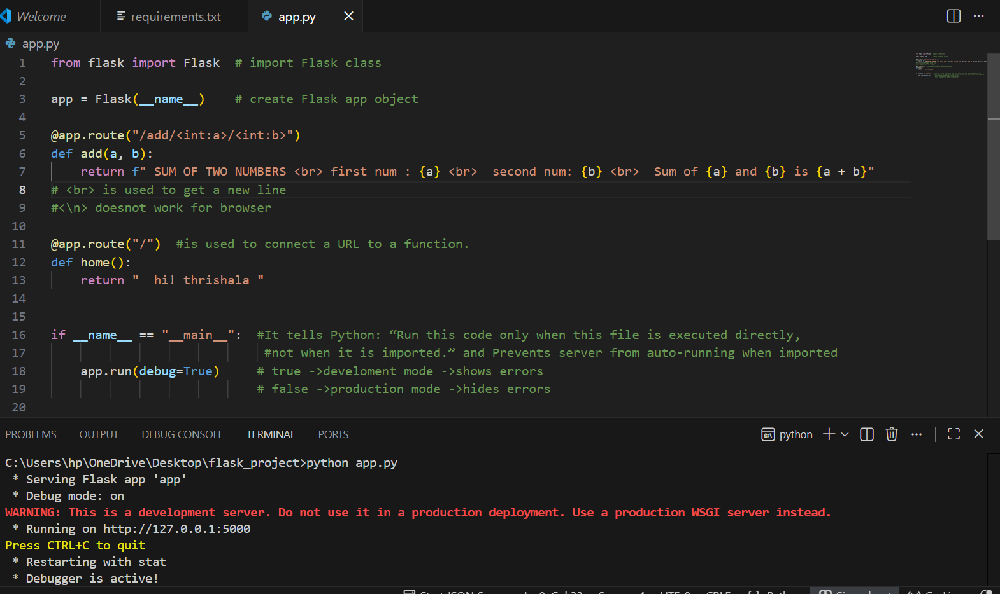 Welcome requirements.txt app.py
app.py
1 from flask import Flask  # import Flask class
2
3 app = Flask(__name__)    # create Flask app object
4
5 @app.route("/add/<int:a>/<int:b>")
6 def add(a, b):
7     return f" SUM OF TWO NUMBERS <br> first num : {a} <br>  second num: {b} <br>  Sum of {a} and {b} is {a + b}"
8 # <br> is used to get a new line
9 #<\n> doesnot work for browser
10
11 @app.route("/")  #is used to connect a URL to a function.
12 def home():
13     return "  hi! thrishala "
14
15
16 if __name__ == "__main__":  #It tells Python: “Run this code only when this file is executed directly,
17                              #not when it is imported.” and Prevents server from auto-running when imported
18     app.run(debug=True)     # true ->develoment mode ->shows errors
19                             # false ->production mode ->hides errors
20
PROBLEMS OUTPUT DEBUG CONSOLE TERMINAL PORTS python
C:\Users\hp\OneDrive\Desktop\flask_project>python app.py
 * Serving Flask app 'app'
 * Debug mode: on
WARNING: This is a development server. Do not use it in a production deployment. Use a production WSGI server instead.
 * Running on http://127.0.0.1:5000
Press CTRL+C to quit
 * Restarting with stat
 * Debugger is active!